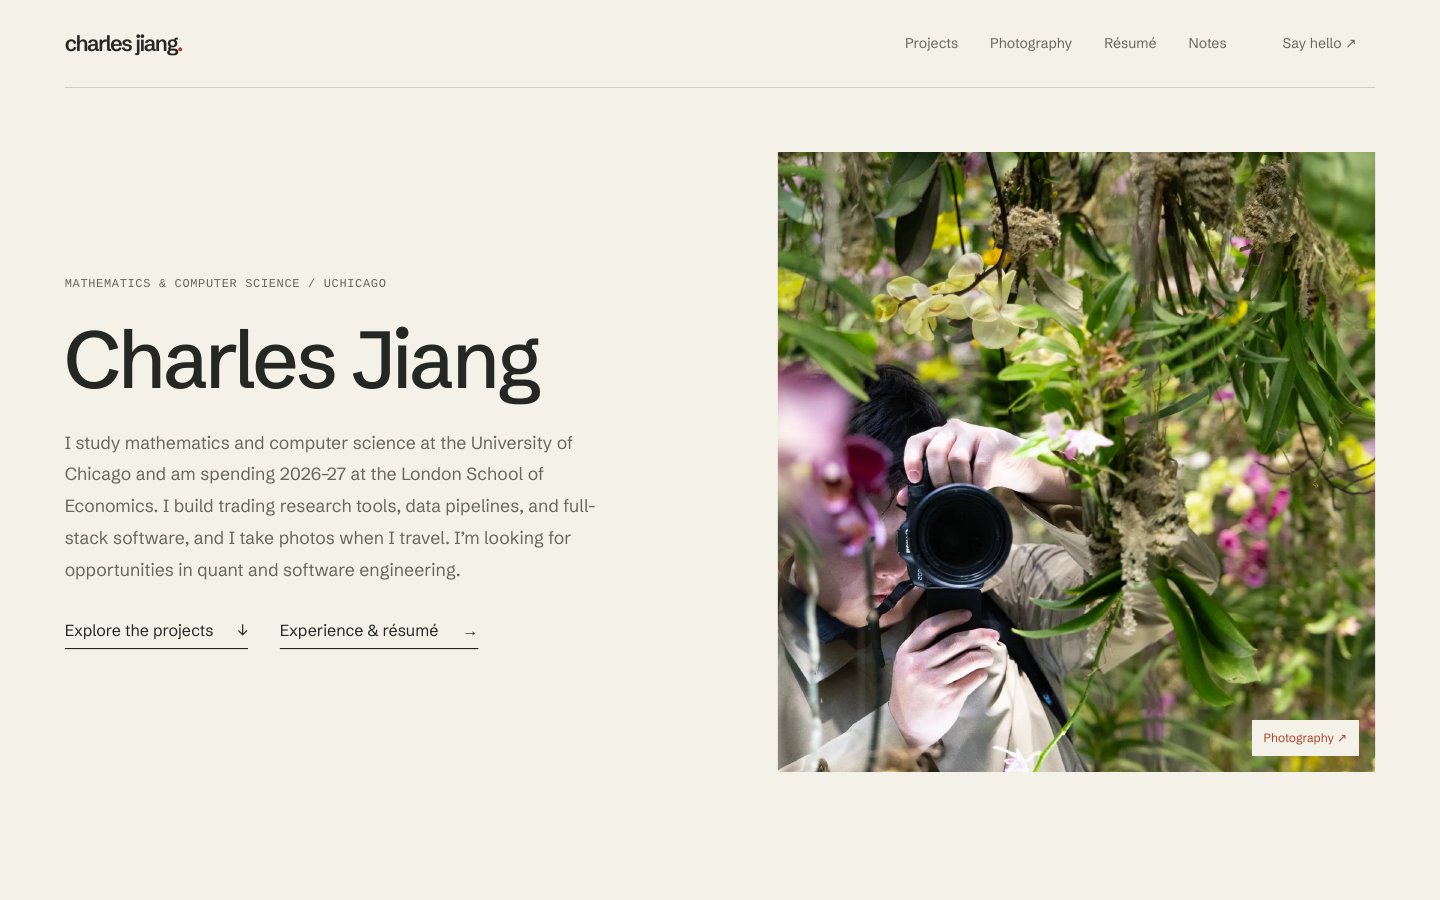 charles jiang.
Projects
Photography
Résumé
Notes
Say hello ↗
MATHEMATICS & COMPUTER SCIENCE / UCHICAGO
Charles Jiang
I study mathematics and computer science at the University of
Chicago and am spending 2026–27 at the London School of
Economics. I build trading research tools, data pipelines, and full-
stack software, and I take photos when I travel. I’m looking for
opportunities in quant and software engineering.
Explore the projects ↓
Experience & résumé →
Photography ↗